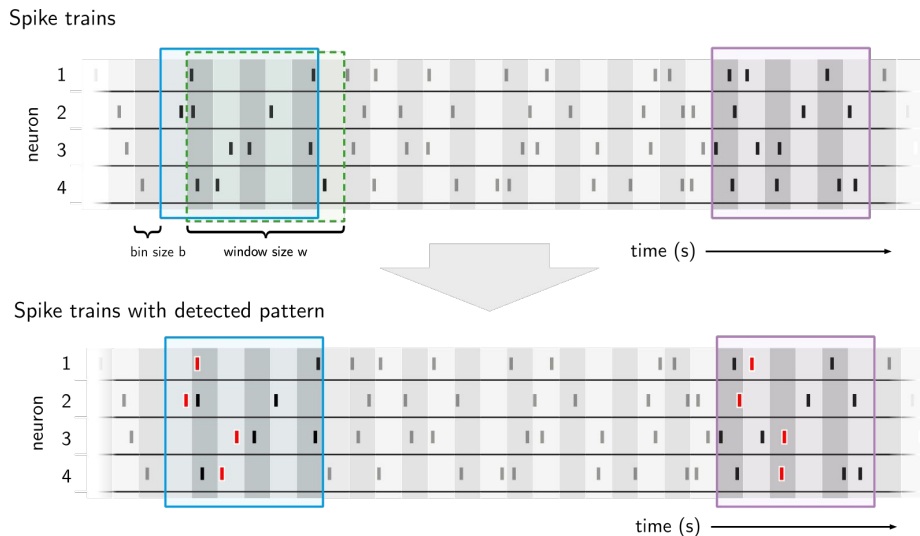 Spike trains
neuron
1
2
3
4
bin size b
window size w
time (s)
Spike trains with detected pattern
neuron
1
2
3
4
time (s)